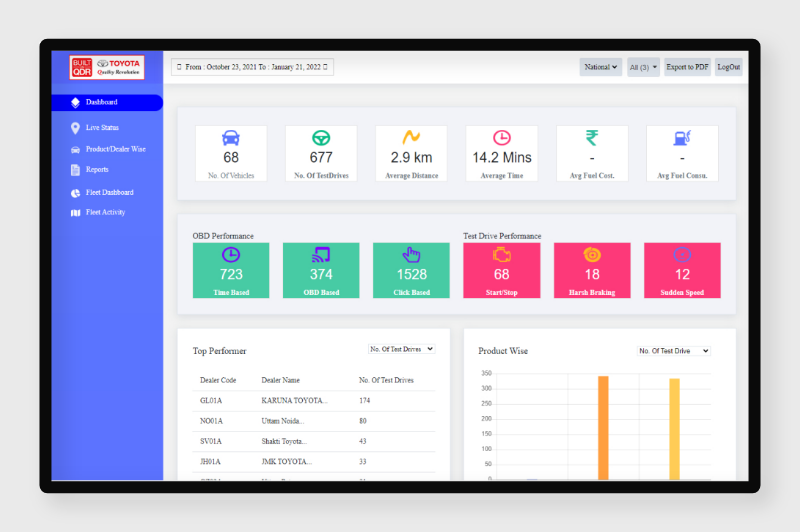 BUILT
QDR
TOYOTA
Quality Revolution
From : October 23, 2021 To : January 21, 2022
National
All (3)
Export to PDF
LogOut
Dashboard
Live Status
Product/Dealer Wise
Reports
Fleet Dashboard
Fleet Activity
68
No. Of Vehicles
677
No. Of TestDrives
2.9 km
Average Distance
14.2 Mins
Average Time
-
Avg Fuel Cost.
-
Avg Fuel Consu.
OBD Performance
723
Time Based
374
OBD Based
1528
Click Based
Test Drive Performance
68
Start/Stop
18
Harsh Braking
12
Sudden Speed
Top Performer
No. Of Test Drives
Dealer Code Dealer Name No. Of Test Drives
GL01A KARUNA TOYOTA... 174
NO01A Uttam Noida... 80
SV01A Shakti Toyota... 43
JH01A JMK TOYOTA... 33
Product Wise
No. Of Test Drive
350
300
250
200
150
100
50
0